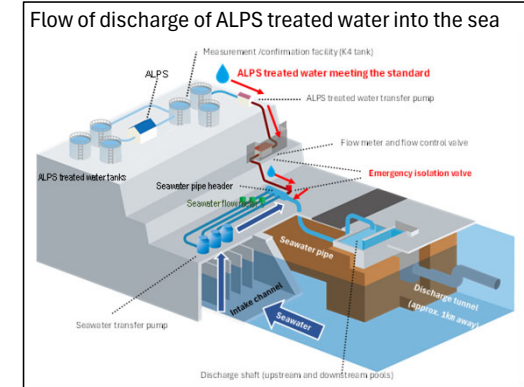 Flow of discharge of ALPS treated water into the sea
Measurement /confirmation facility (K4 tank)
ALPS
ALPS treated water meeting the standard
ALPS treated water transfer pump
Flow meter and flow control valve
ALPS treated water tanks
Emergency isolation valve
Seawater pipe header
Seawater flow
Seawater pipe
Intake channel
Seawater
Discharge tunnel
(approx. 1km away)
Seawater transfer pump
Discharge shaft (upstream and downstream pools)